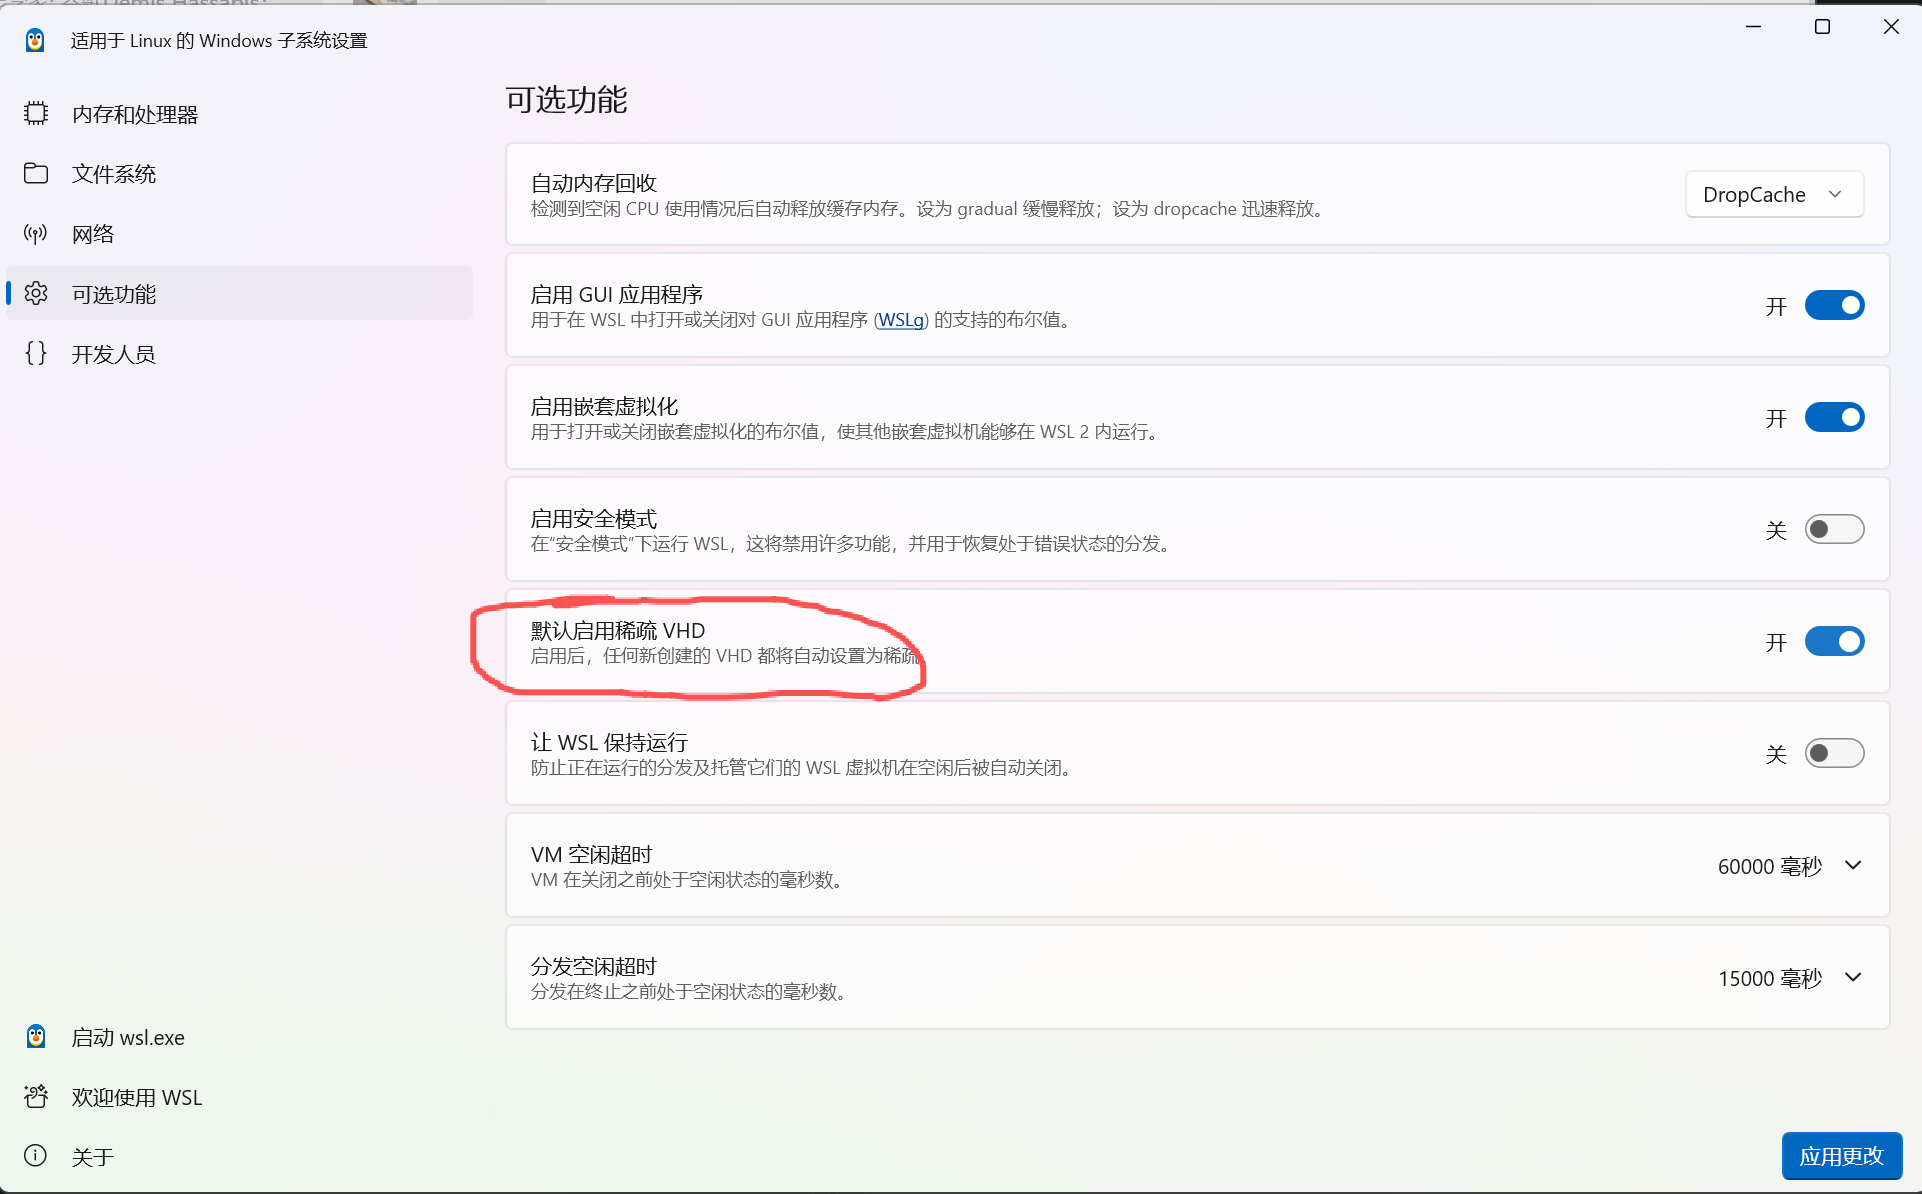 适用于 Linux 的 Windows 子系统设置
内存和处理器
文件系统
网络
可选功能
开发人员
可选功能
自动内存回收
检测到空闲 CPU 使用情况后自动释放缓存内存。设为 gradual 缓慢释放；设为 dropcache 迅速释放。
DropCache
启用 GUI 应用程序
用于在 WSL 中打开或关闭对 GUI 应用程序 (WSLg) 的支持的布尔值。
开
启用嵌套虚拟化
用于打开或关闭嵌套虚拟化的布尔值，使其他嵌套虚拟机能够在 WSL 2 内运行。
开
启用安全模式
在“安全模式”下运行 WSL，这将禁用许多功能，并用于恢复处于错误状态的分发。
关
默认启用稀疏 VHD
启用后，任何新创建的 VHD 都将自动设置为稀疏
开
让 WSL 保持运行
防止正在运行的分发及托管它们的 WSL 虚拟机在空闲后被自动关闭。
关
VM 空闲超时
VM 在关闭之前处于空闲状态的毫秒数。
60000 毫秒
分发空闲超时
分发在终止之前处于空闲状态的毫秒数。
15000 毫秒
启动 wsl.exe
欢迎使用 WSL
关于
应用更改